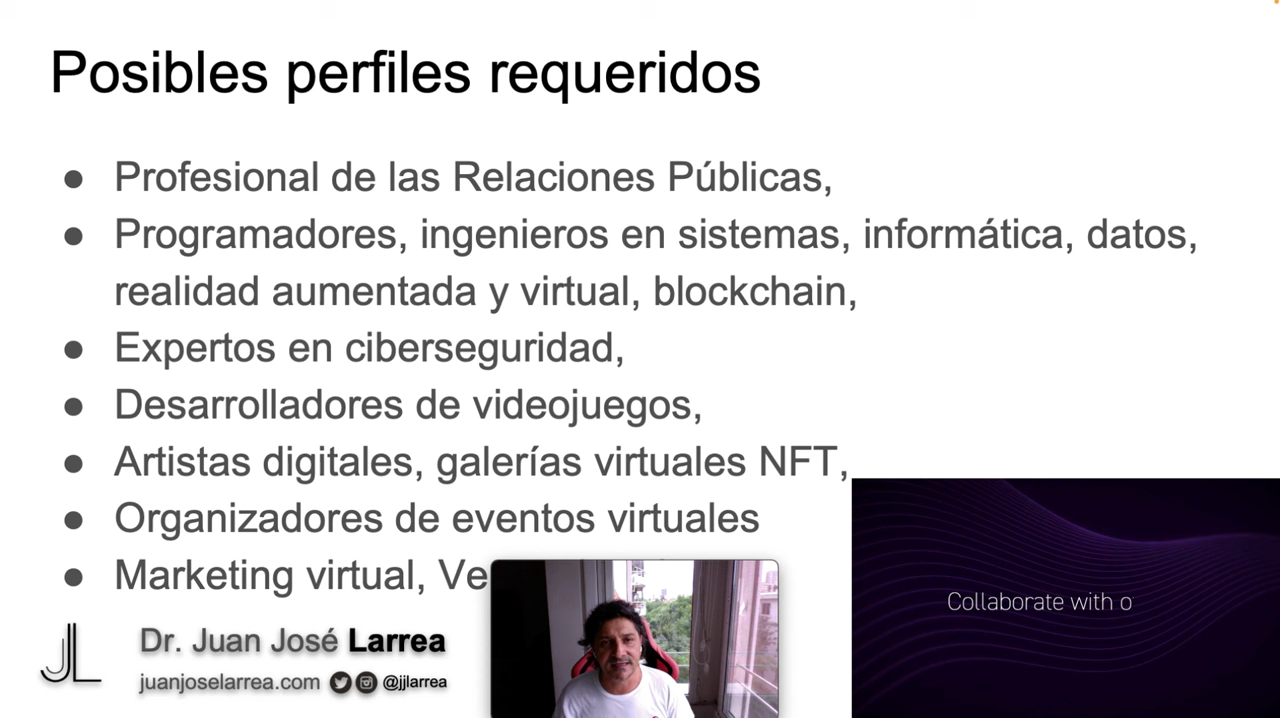 Posibles perfiles requeridos
● Profesional de las Relaciones Públicas,
● Programadores, ingenieros en sistemas, informática, datos,
realidad aumentada y virtual, blockchain,
● Expertos en ciberseguridad,
● Desarrolladores de videojuegos,
● Artistas digitales, galerías virtuales NFT,
● Organizadores de eventos virtuales
● Marketing virtual, Ve
Collaborate with o
JL
Dr. Juan José Larrea
juanjoselarrea.com @jjlarrea